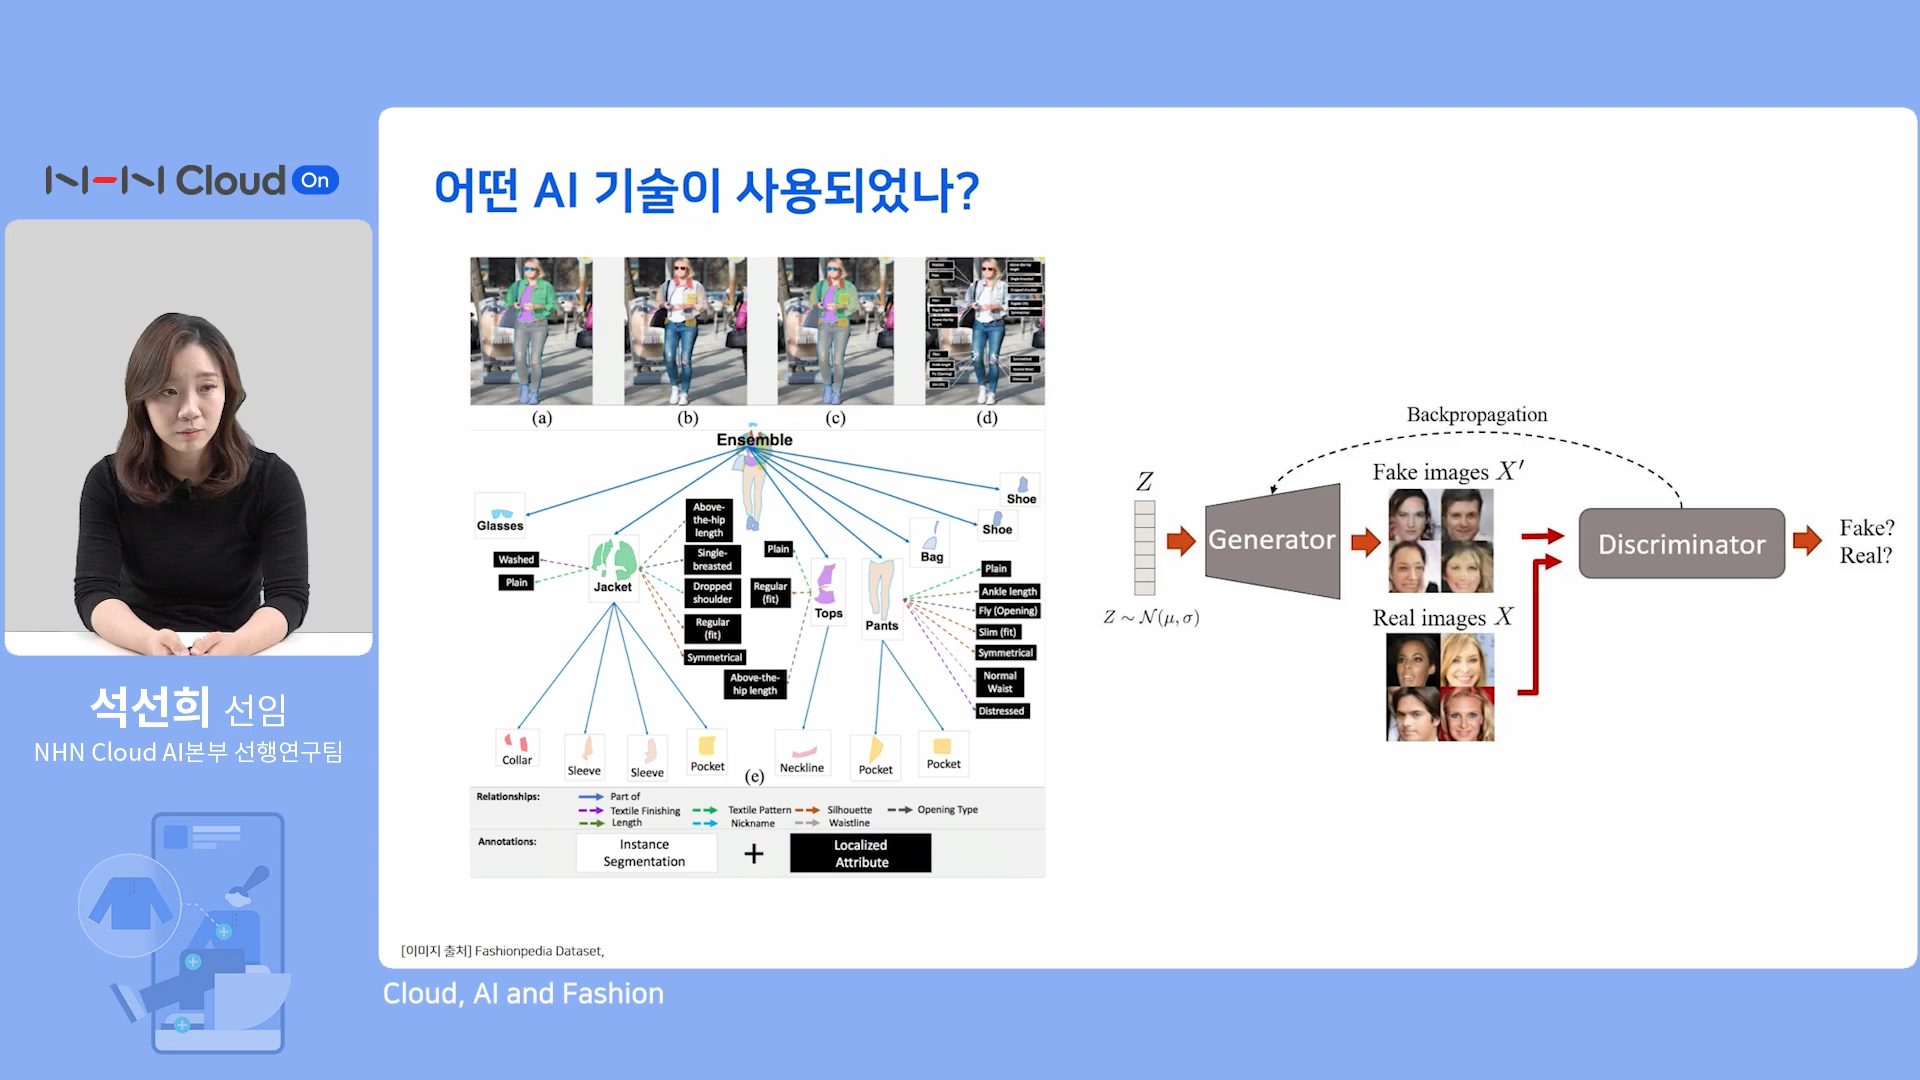 NHN Cloud On
석선희 선임
NHN Cloud AI본부 선행연구팀
어떤 AI 기술이 사용되었나?
(a)
(b)
(c)
(d)
Ensemble
Glasses
Washed
Plain
Jacket
Above-
the-hip
length
Single-
breasted
Dropped
shoulder
Regular
(fit)
Symmetrical
Plain
Regular
(fit)
Above-the-
hip length
Tops
Pants
Bag
Shoe
Shoe
Plain
Ankle length
Fly (Opening)
Slim (fit)
Symmetrical
Normal
Waist
Distressed
Collar
Sleeve
Sleeve
Pocket
(e)
Neckline
Pocket
Pocket
Relationships:
Part of
Textile Finishing
Textile Pattern
Silhouette
Opening Type
Length
Nickname
Waistline
Annotations:
Instance
Segmentation
+
Localized
Attribute
Backpropagation
Z
Z ~ N(μ, σ)
Generator
Fake images X′
Real images X
Discriminator
Fake?
Real?
[이미지 출처] Fashionpedia Dataset,
Cloud, AI and Fashion